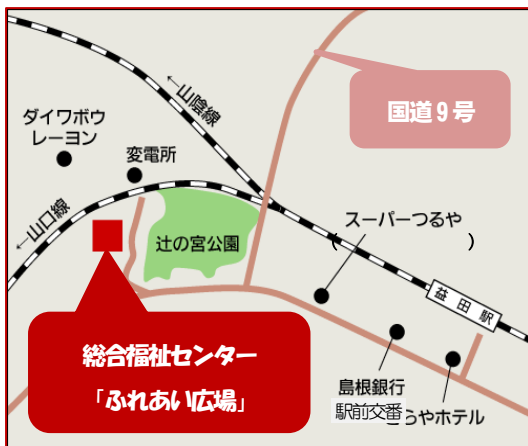 ←山陰線
国道9号
ダイワボウ
レーヨン
変電所
←山口線
辻の宮公園
スーパーつるや
(　　　)
益田駅
総合福祉センター
「ふれあい広場」
島根銀行
駅前交番
らやホテル